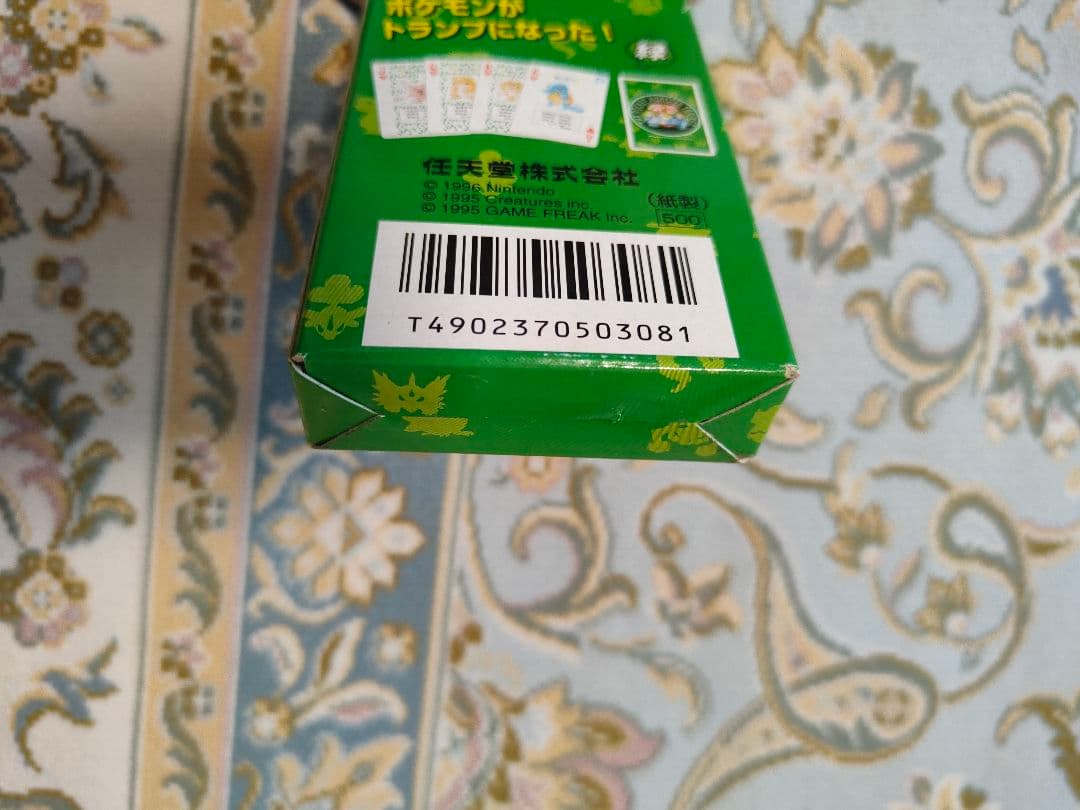 ポケモンが
トランプになった!
緑
任天堂株式会社
© 1996 Nintendo
© 1995 Creatures inc.
© 1995 GAME FREAK inc.
(紙製)
500
T4902370503081